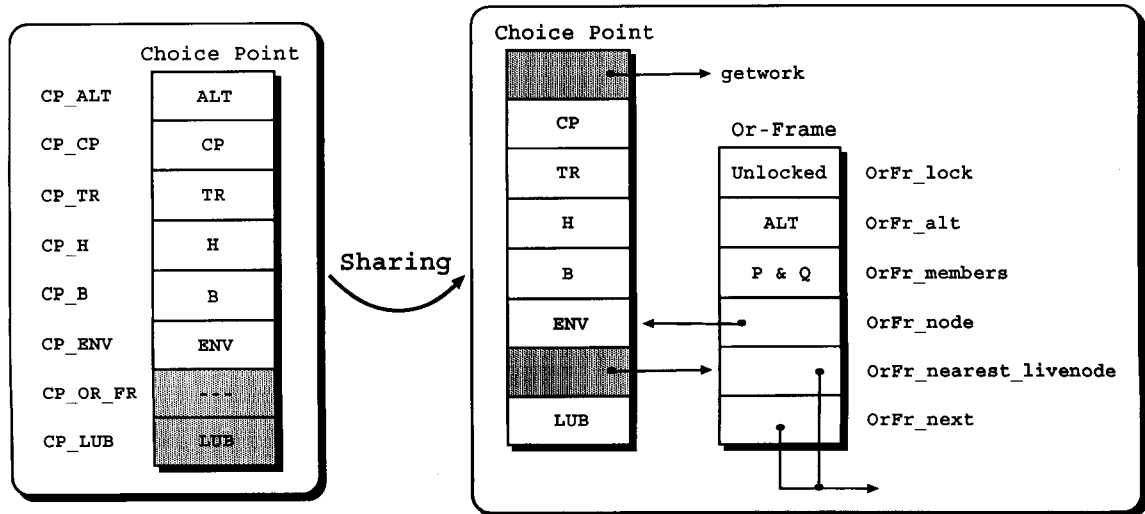 Choice Point
CP_ALT ALT
CP_CP CP
CP_TR TR
CP_H H
CP_B B
CP_ENV ENV
CP_OR_FR ---
CP_LUB LUB
Sharing
Choice Point
getwork
CP
TR
H
B
ENV
LUB
Or-Frame
Unlocked OrFr_lock
ALT OrFr_alt
P & Q OrFr_members
OrFr_node
OrFr_nearest_livenode
OrFr_next